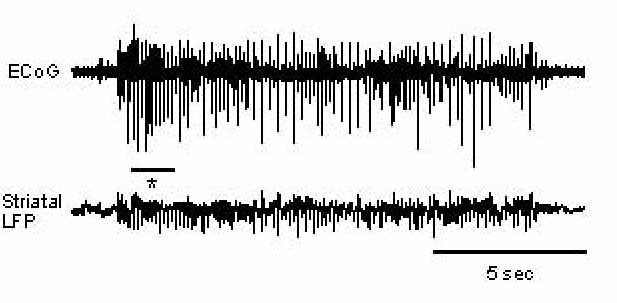 ECoG
*
Striatal
LFP
5 sec